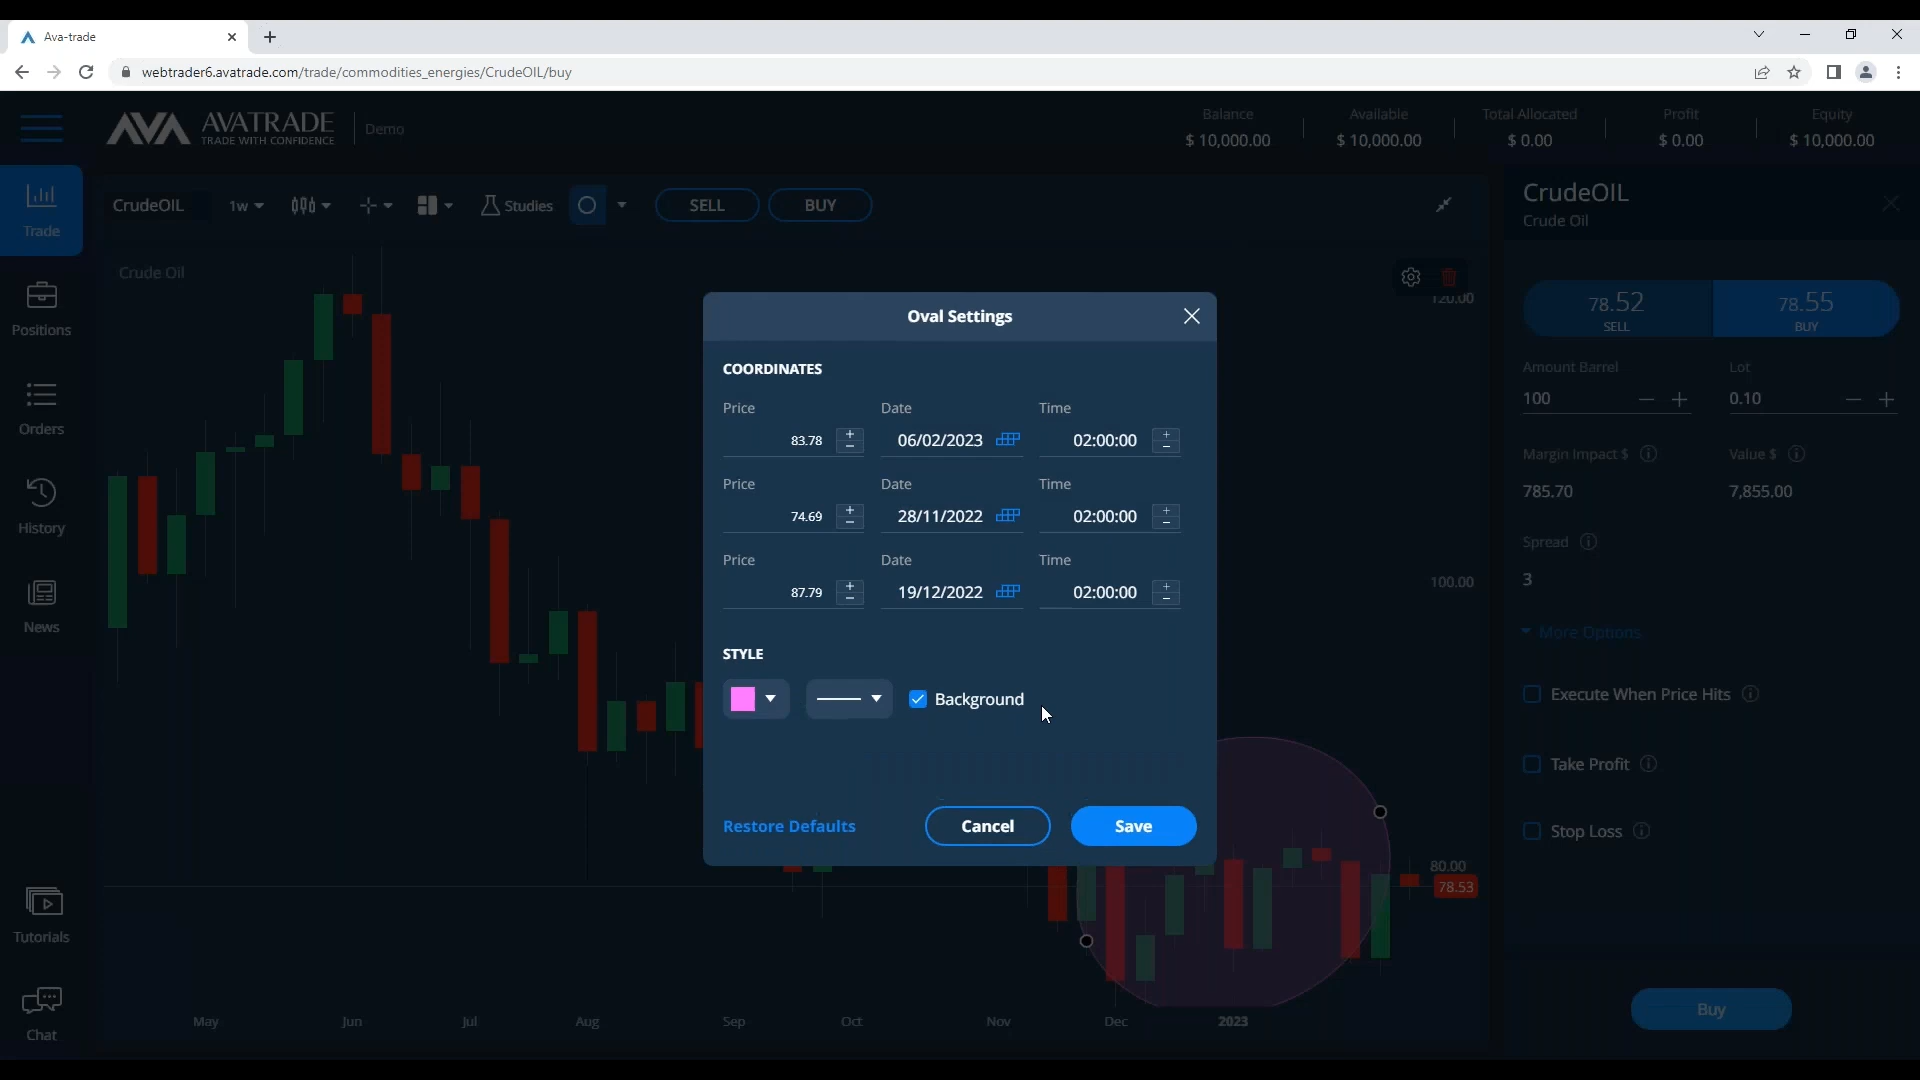 Ava-trade
webtrader6.avatrade.com/trade/commodities_energies/CrudeOIL/buy
AVA AVATRADE
TRADE WITH CONFIDENCE
Demo
Balance
$ 10,000.00
Available
$ 10,000.00
Total Allocated
$ 0.00
Profit
$ 0.00
Equity
$ 10,000.00
Trade
Positions
Orders
History
News
Tutorials
Chat
CrudeOIL 1w Studies SELL BUY
Crude Oil
120.00
100.00
80.00
78.53
May Jun Jul Aug Sep Oct Nov Dec 2023
Oval Settings
COORDINATES
Price Date Time
83.78 06/02/2023 02:00:00
Price Date Time
74.69 28/11/2022 02:00:00
Price Date Time
87.79 19/12/2022 02:00:00
STYLE
Background
Restore Defaults Cancel Save
CrudeOIL
Crude Oil
78.52 78.55
SELL BUY
Amount Barrel Lot
100 0.10
Margin Impact $ Value $
785.70 7,855.00
Spread
3
More Options
Execute When Price Hits
Take Profit
Stop Loss
Buy